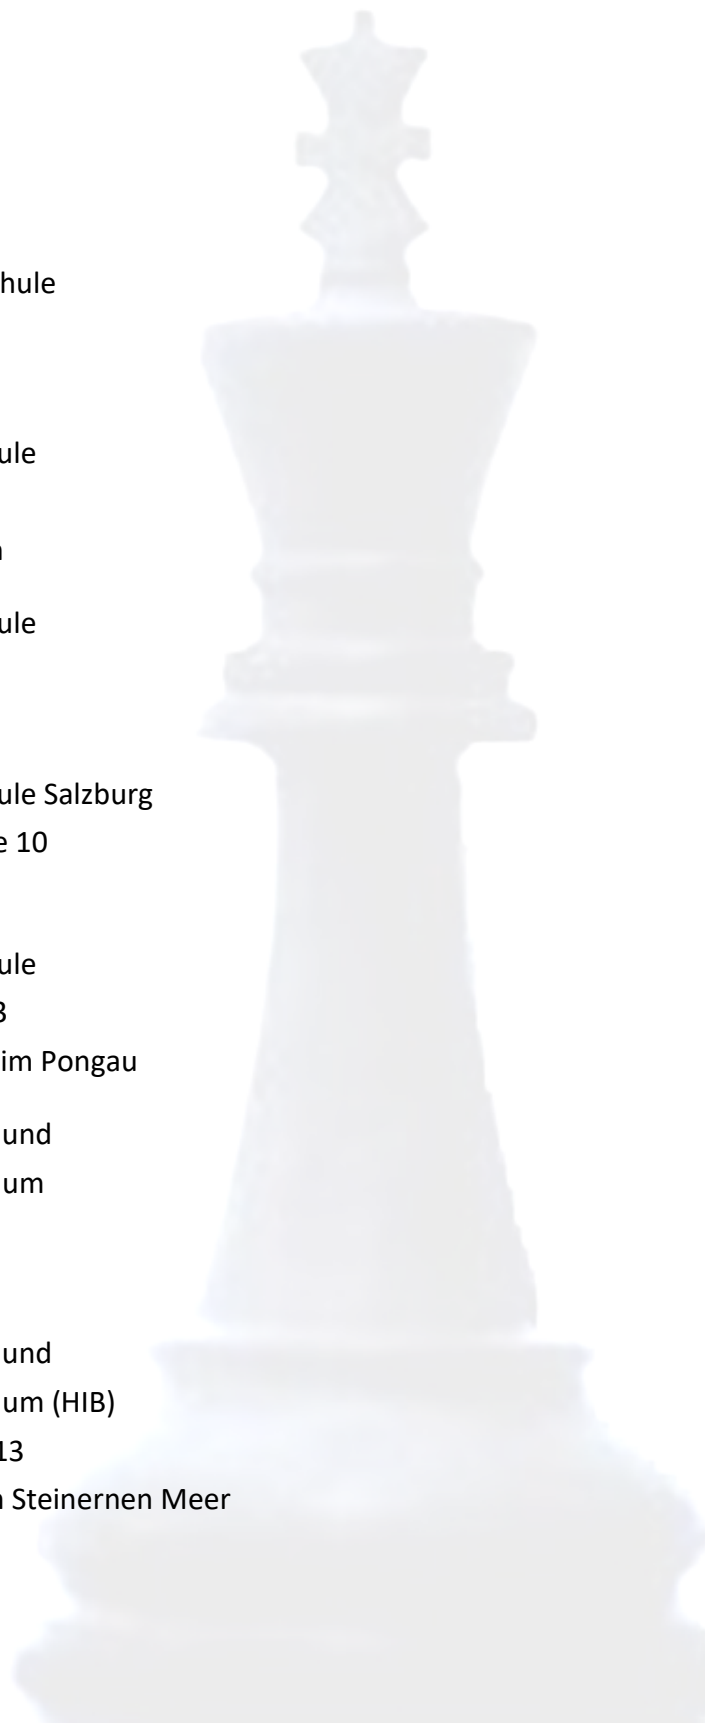 hule
ule
n
ule
ule Salzburg
e 10
ule
3
im Pongau
und
um
und
um (HIB)
13
n Steinernen Meer